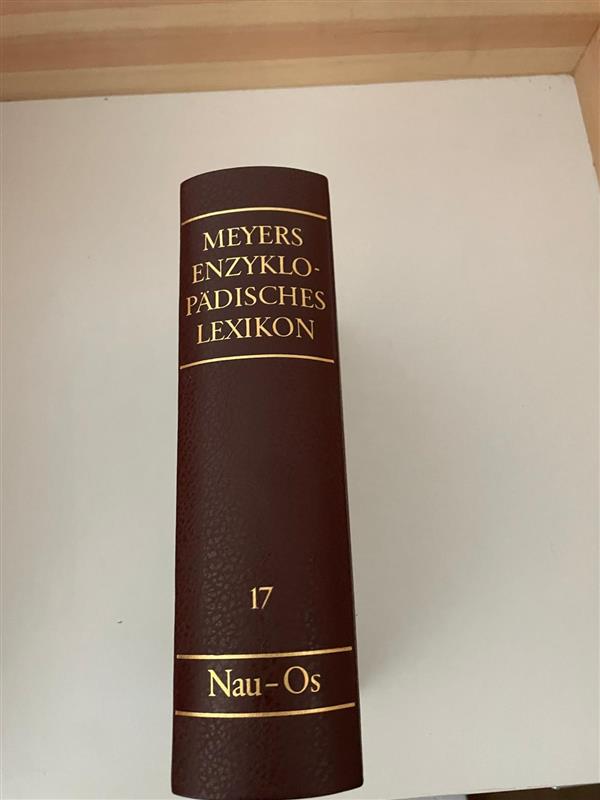 MEYERS
ENZYKLO-
PÄDISCHES
LEXIKON
17
Nau–Os